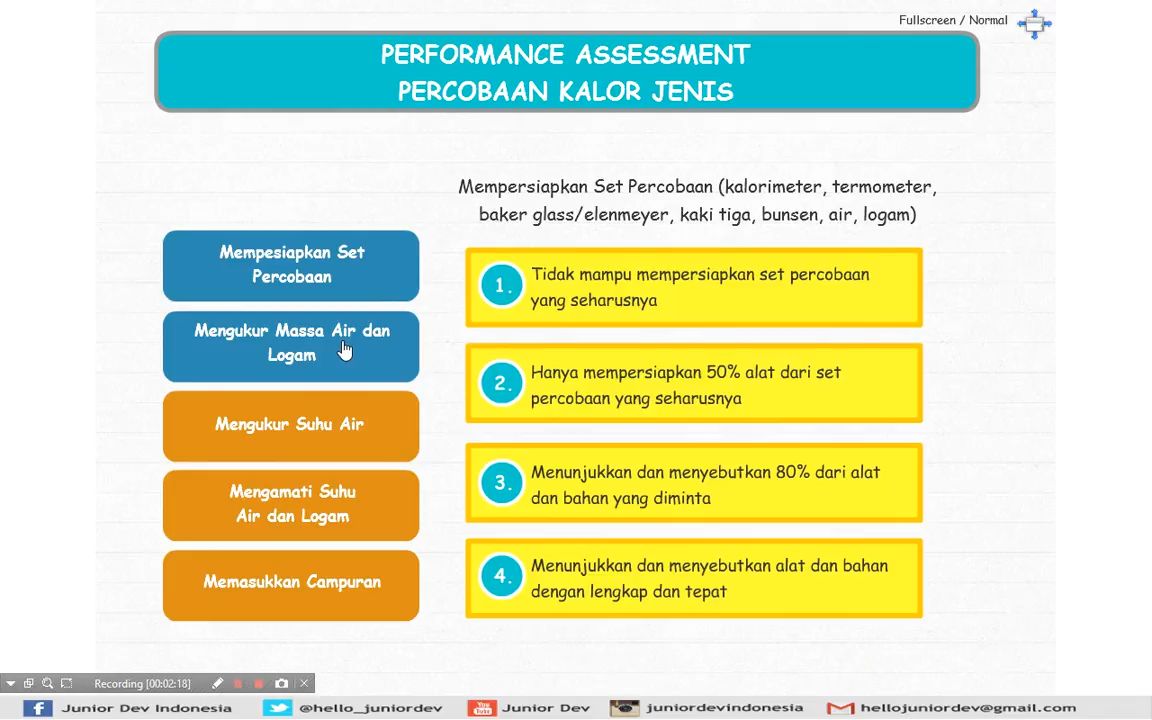 Fullscreen / Normal
PERFORMANCE ASSESSMENT
PERCOBAAN KALOR JENIS
Mempersiapkan Set Percobaan (kalorimeter, termometer,
baker glass/elenmeyer, kaki tiga, bunsen, air, logam)
Mempesiapkan Set
Percobaan
Mengukur Massa Air dan
Logam
Mengukur Suhu Air
Mengamati Suhu
Air dan Logam
Memasukkan Campuran
1. Tidak mampu mempersiapkan set percobaan
yang seharusnya
2. Hanya mempersiapkan 50% alat dari set
percobaan yang seharusnya
3. Menunjukkan dan menyebutkan 80% dari alat
dan bahan yang diminta
4. Menunjukkan dan menyebutkan alat dan bahan
dengan lengkap dan tepat
Recording [00:02:18]
f Junior Dev Indonesia @hello_juniordev You Tube Junior Dev juniordevindonesia hellojuniordev@gmail.com